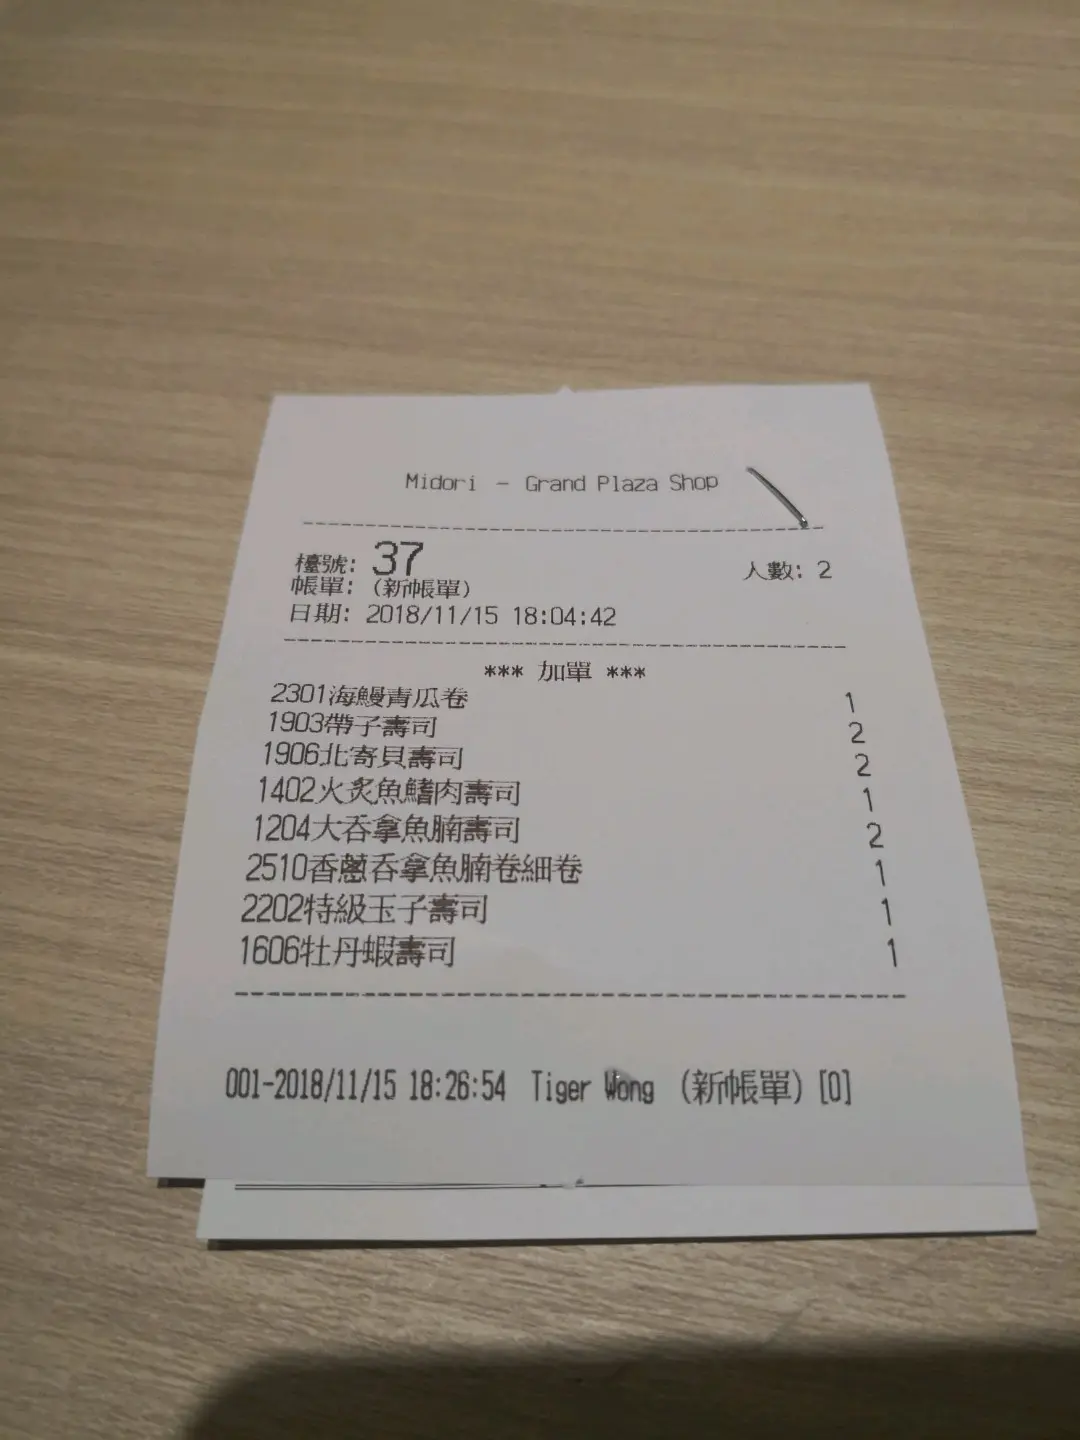 Midori - Grand Plaza Shop
檯號: 37 人數: 2
帳單: (新帳單)
日期: 2018/11/15 18:04:42
*** 加單 ***
2301海鰻青瓜卷 1
1903帶子壽司 2
1906北寄貝壽司 2
1402火炙魚鰭肉壽司 1
1204大吞拿魚腩壽司 2
2510香蔥吞拿魚腩卷細卷 1
2202特級玉子壽司 1
1606牡丹蝦壽司 1
001-2018/11/15 18:26:54 Tiger Wong (新帳單) [0]